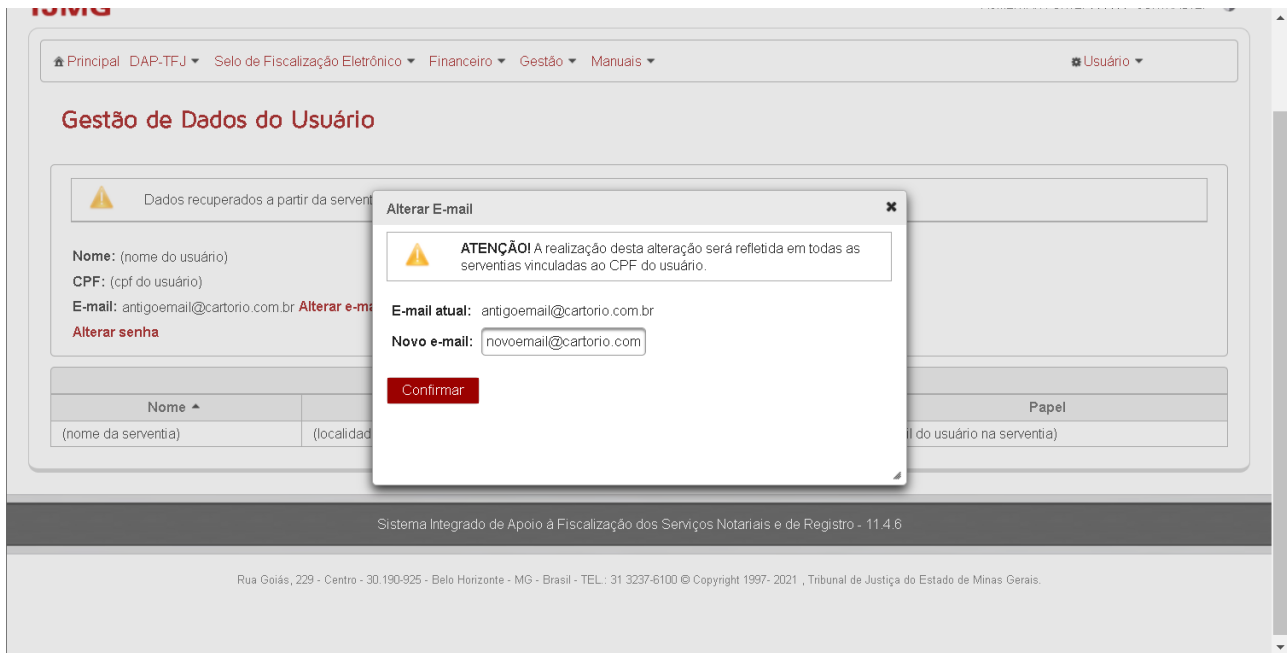 TJMG
Principal DAP-TFJ Selo de Fiscalização Eletrônico Financeiro Gestão Manuais Usuário
Gestão de Dados do Usuário
Dados recuperados a partir da servent
Alterar E-mail
ATENÇÃO! A realização desta alteração será refletida em todas as
serventias vinculadas ao CPF do usuário.
Nome: (nome do usuário)
CPF: (cpf do usuário)
E-mail: antigoemail@cartorio.com.br Alterar e-ma
Alterar senha
E-mail atual: antigoemail@cartorio.com.br
Novo e-mail: novoemail@cartorio.com
Confirmar
Nome Papel
(nome da serventia) (localidad il do usuário na serventia)
Sistema Integrado de Apoio à Fiscalização dos Serviços Notariais e de Registro - 11.4.6
Rua Goiás, 229 - Centro - 30.190-925 - Belo Horizonte - MG - Brasil - TEL.: 31 3237-6100 © Copyright 1997- 2021 , Tribunal de Justiça do Estado de Minas Gerais.